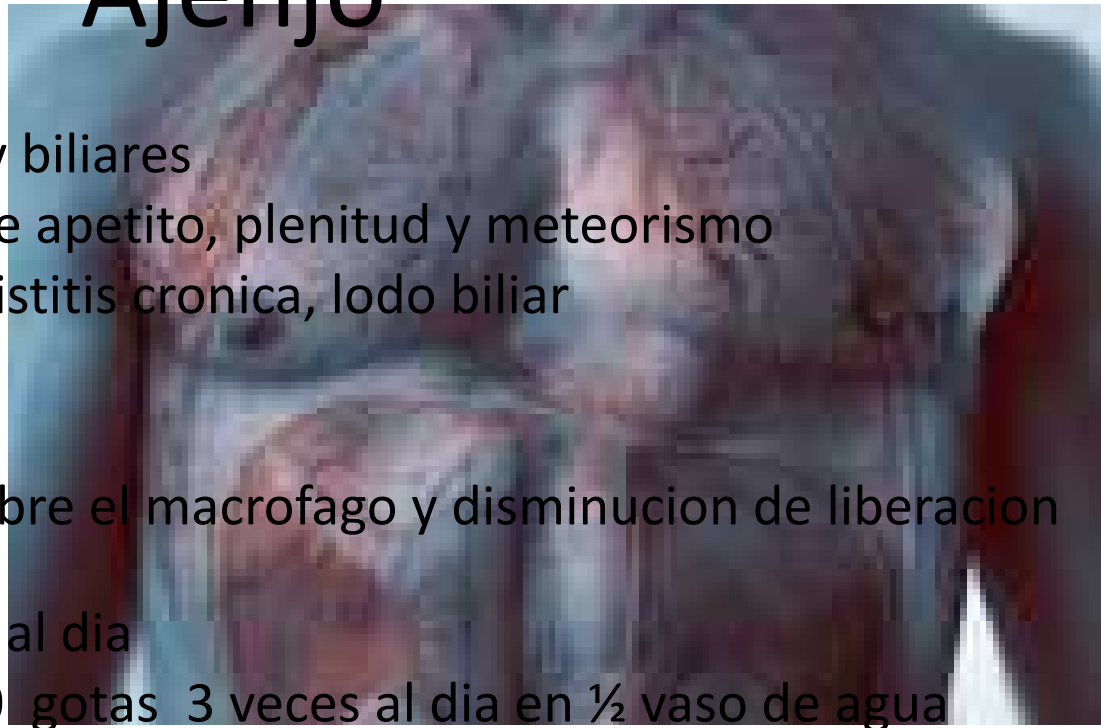 Ajenjo
y biliares
e apetito, plenitud y meteorismo
istitis cronica, lodo biliar
bre el macrofago y disminucion de liberacion
al dia
gotas 3 veces al dia en ½ vaso de agua